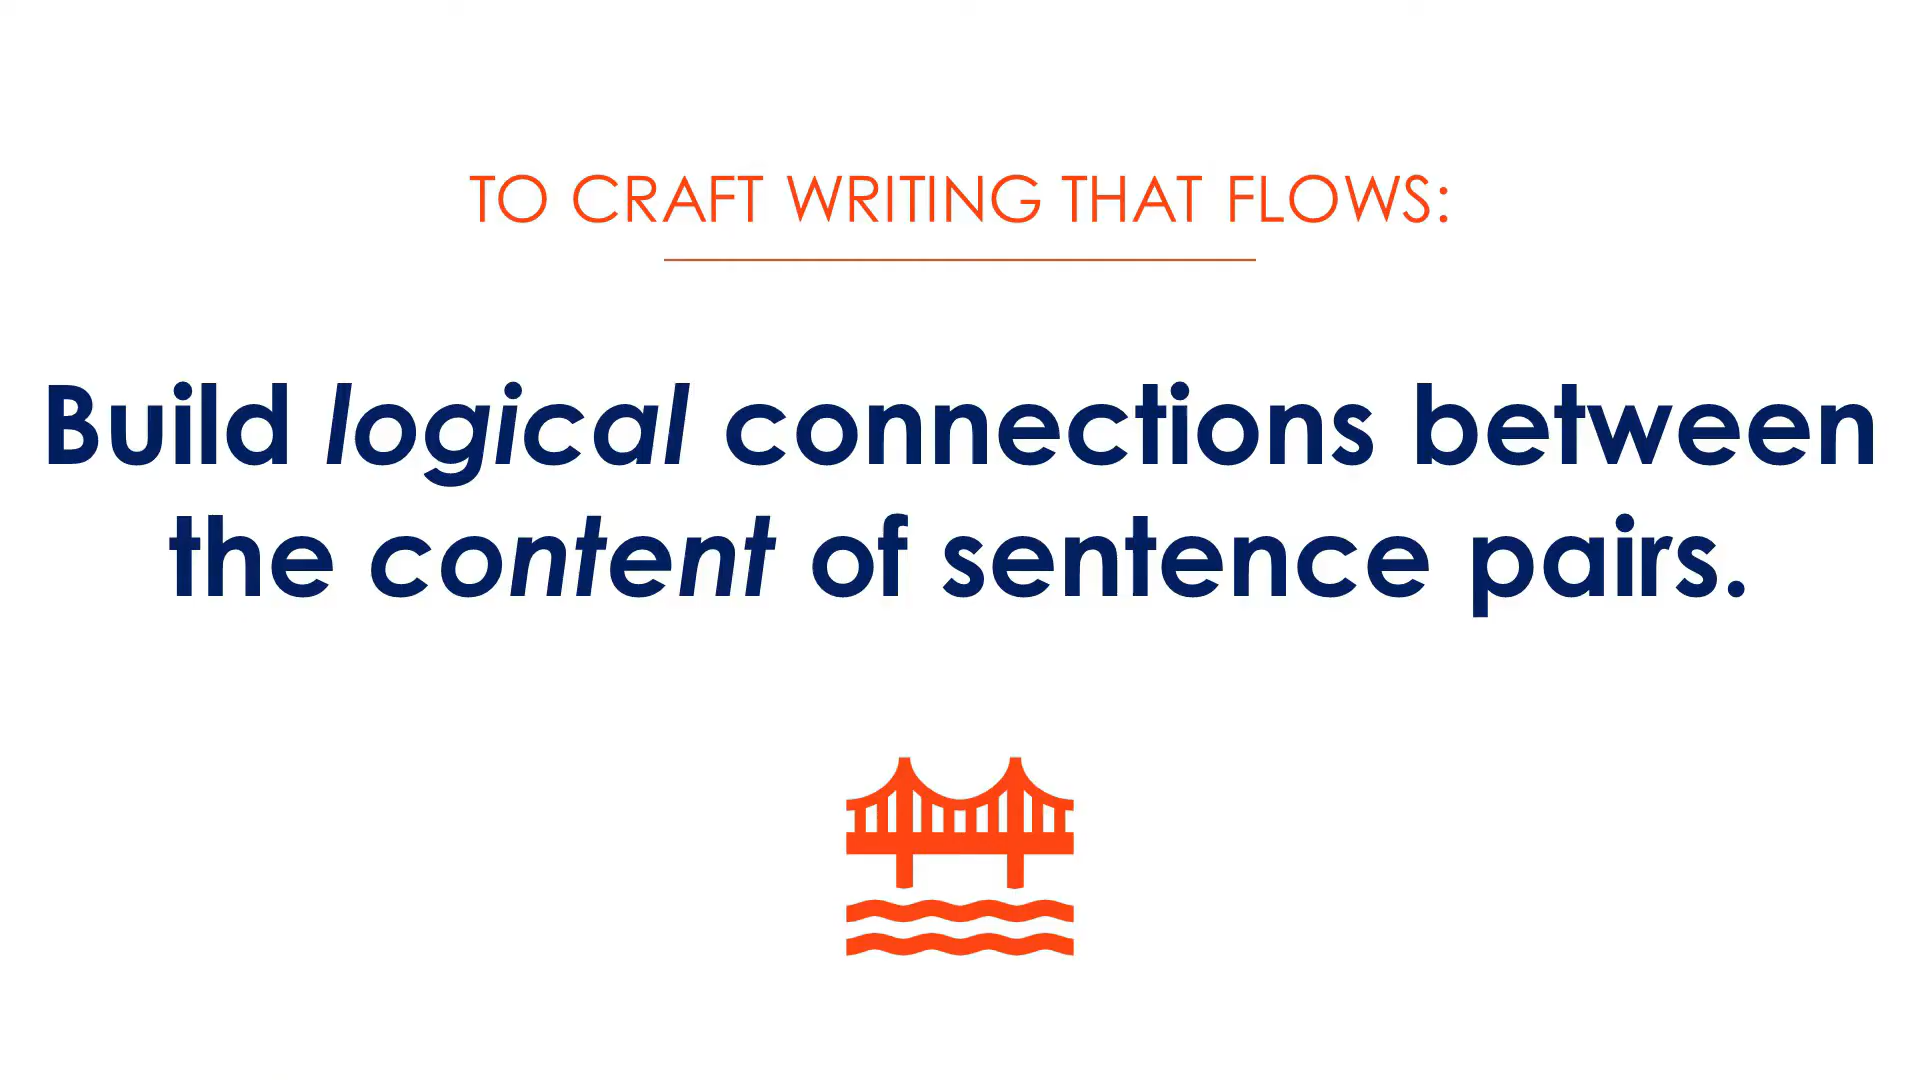 TO CRAFT WRITING THAT FLOWS:
Build logical connections between
the content of sentence pairs.